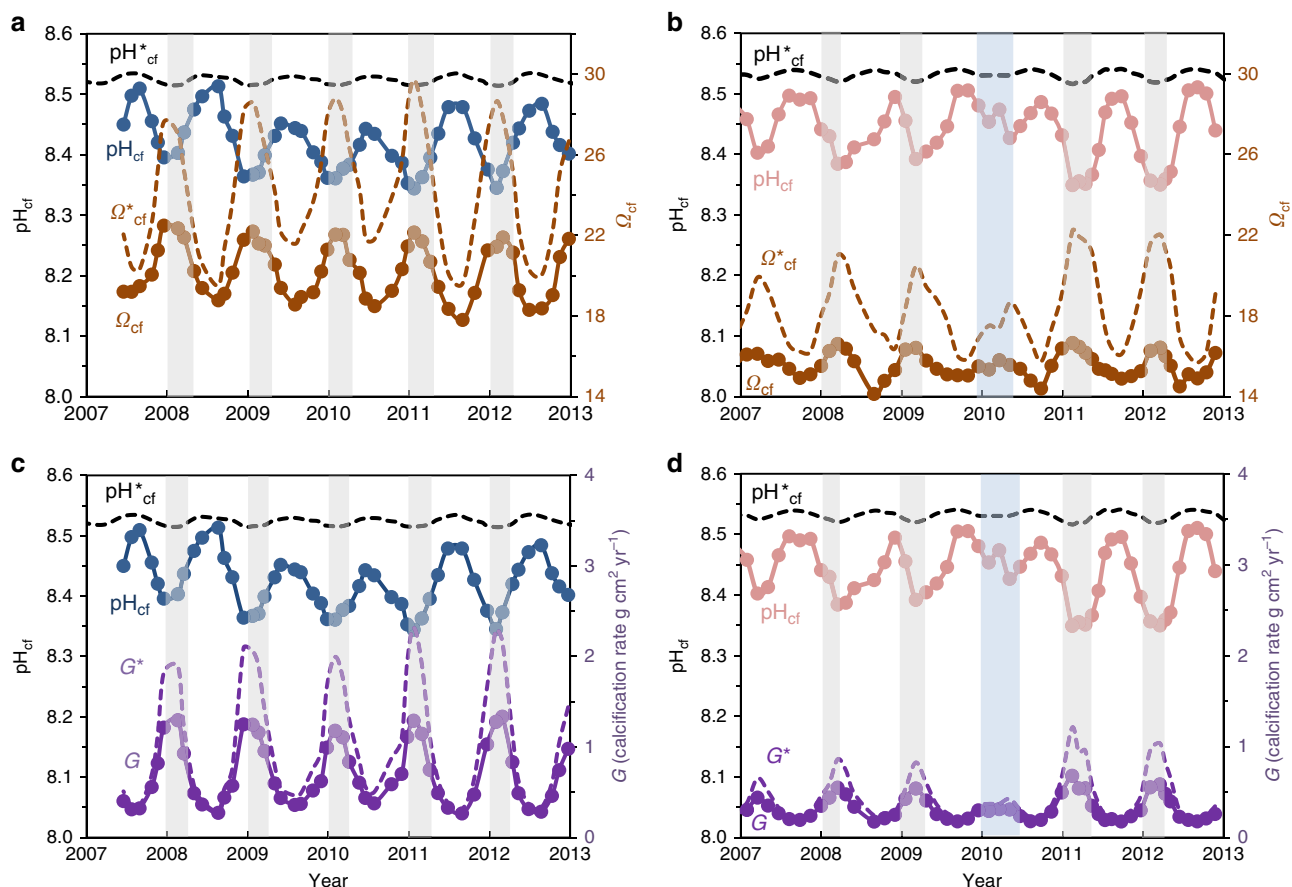 a
8.6
8.5
8.4
8.3
8.2
8.1
8.0
pH_cf
pH*cf
pHcf
Ω*cf
Ωcf
30
26
22
18
14
Ωcf
2007 2008 2009 2010 2011 2012 2013
b
8.6
8.5
8.4
8.3
8.2
8.1
8.0
pHcf
pH*cf
pHcf
Ω*cf
Ωcf
30
26
22
18
14
Ωcf
2007 2008 2009 2010 2011 2012 2013
c
8.6
8.5
8.4
8.3
8.2
8.1
8.0
pHcf
pH*cf
pHcf
G*
G
4
3
2
1
0
G (calcification rate g cm² yr⁻¹)
2007 2008 2009 2010 2011 2012 2013
Year
d
8.6
8.5
8.4
8.3
8.2
8.1
8.0
pHcf
pH*cf
pHcf
G*
G
4
3
2
1
0
G (calcification rate g cm² yr⁻¹)
2007 2008 2009 2010 2011 2012 2013
Year